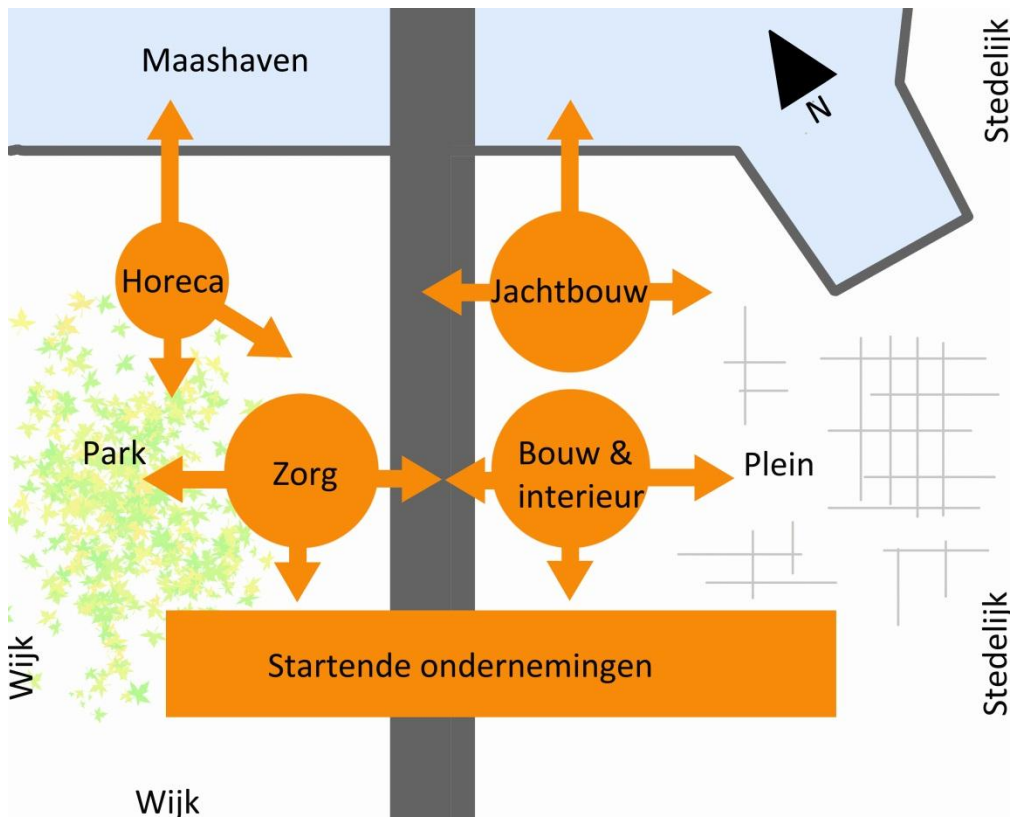 Maashaven
Stedelijk
N
Horeca
Jachtbouw
Park
Zorg
Bouw &
interieur
Plein
Startende ondernemingen
Wijk
Stedelijk
Wijk